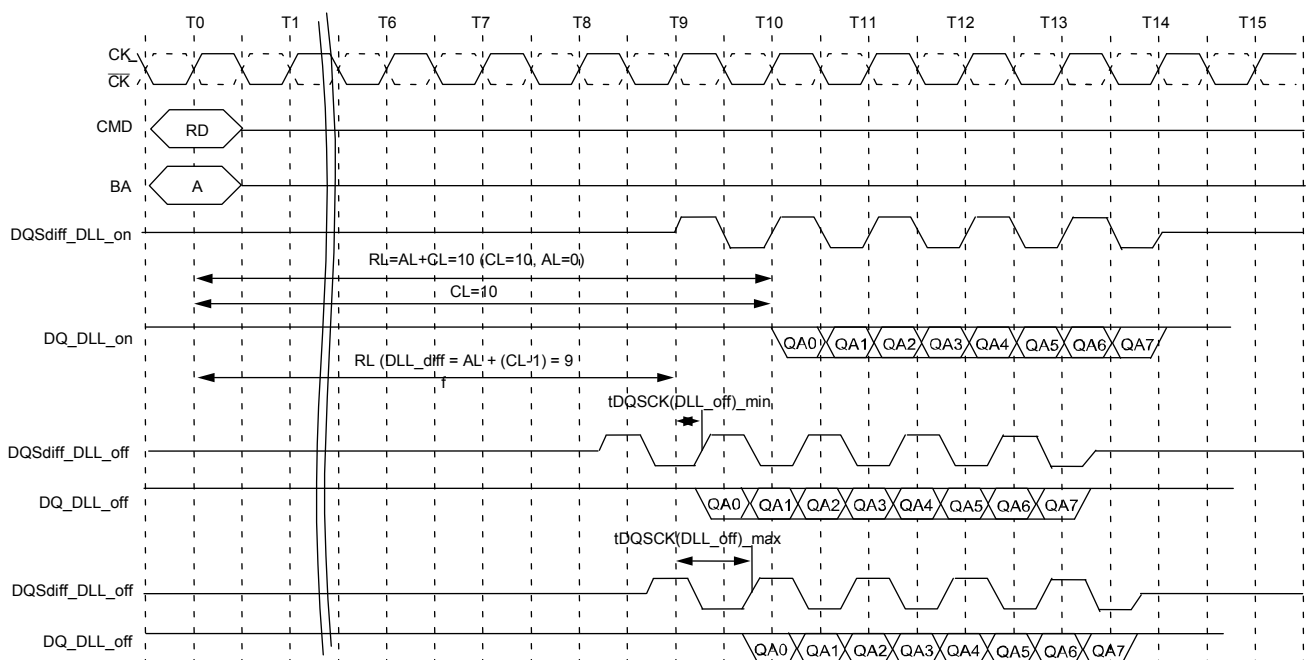 T0 T1 T6 T7 T8 T9 T10 T11 T12 T13 T14 T15
CK
CK
CMD RD
BA A
DQSdiff_DLL_on
RL=AL+CL=10 (CL=10, AL=0)
CL=10
DQ_DLL_on QA0 QA1 QA2 QA3 QA4 QA5 QA6 QA7
RL (DLL_diff = AL + (CL-1) = 9
f
tDQSCK(DLL_off)_min
DQSdiff_DLL_off
DQ_DLL_off QA0 QA1 QA2 QA3 QA4 QA5 QA6 QA7
tDQSCK(DLL_off)_max
DQSdiff_DLL_off
DQ_DLL_off QA0 QA1 QA2 QA3 QA4 QA5 QA6 QA7